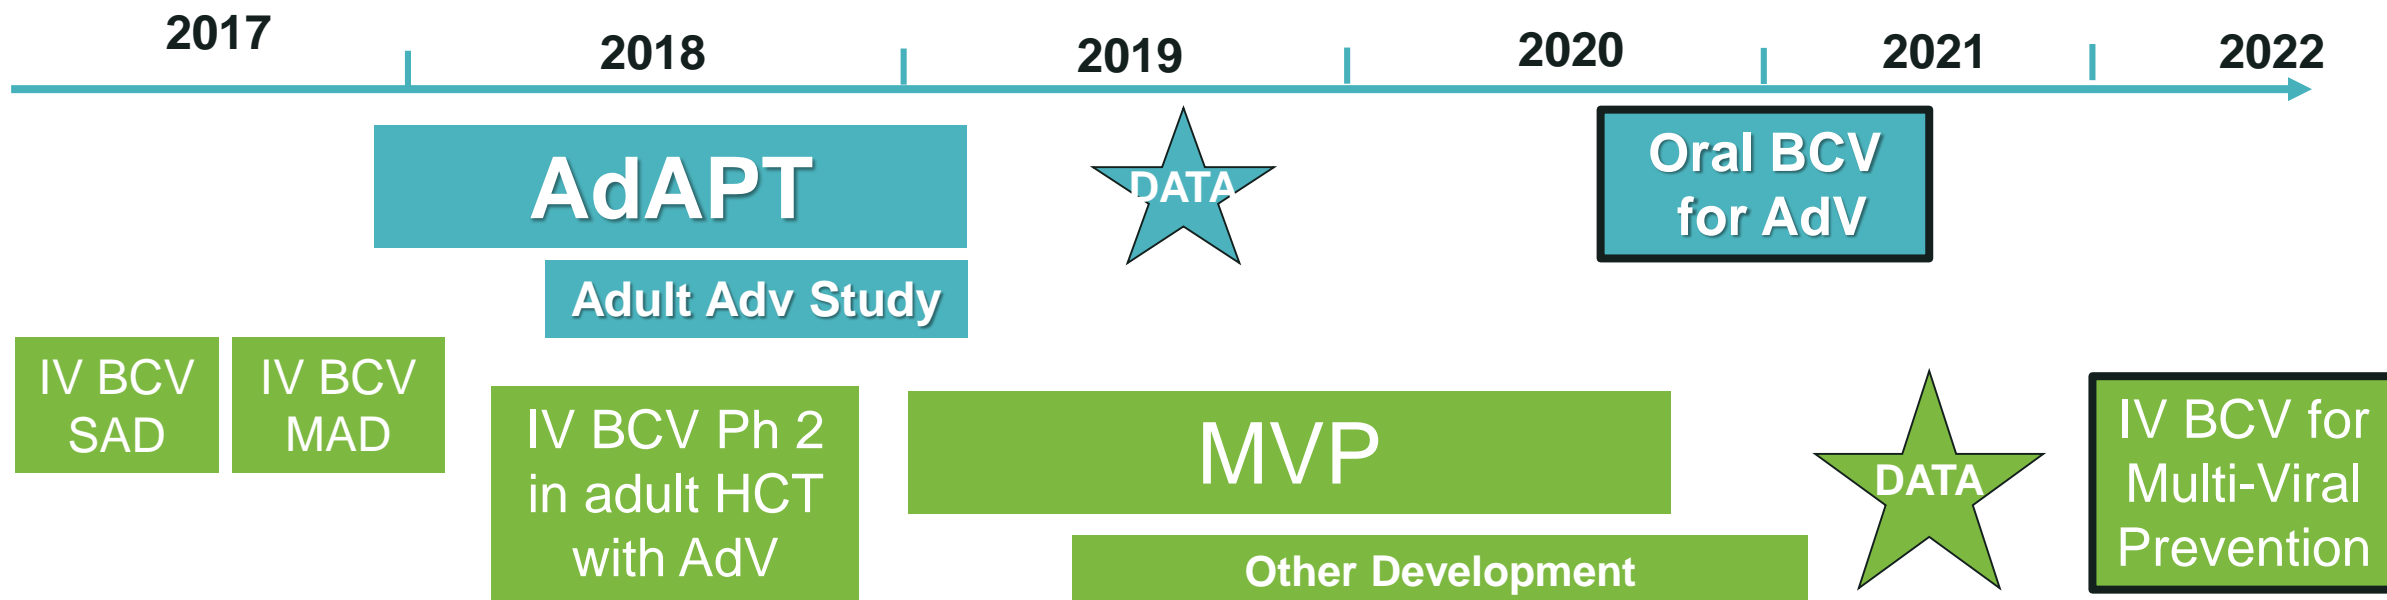 2017
2018
2019
2020
2021
2022
AdAPT
DATA
Oral BCV
for AdV
Adult Adv Study
IV BCV
SAD
IV BCV
MAD
IV BCV Ph 2
in adult HCT
with AdV
MVP
Other Development
DATA
IV BCV for
Multi-Viral
Prevention